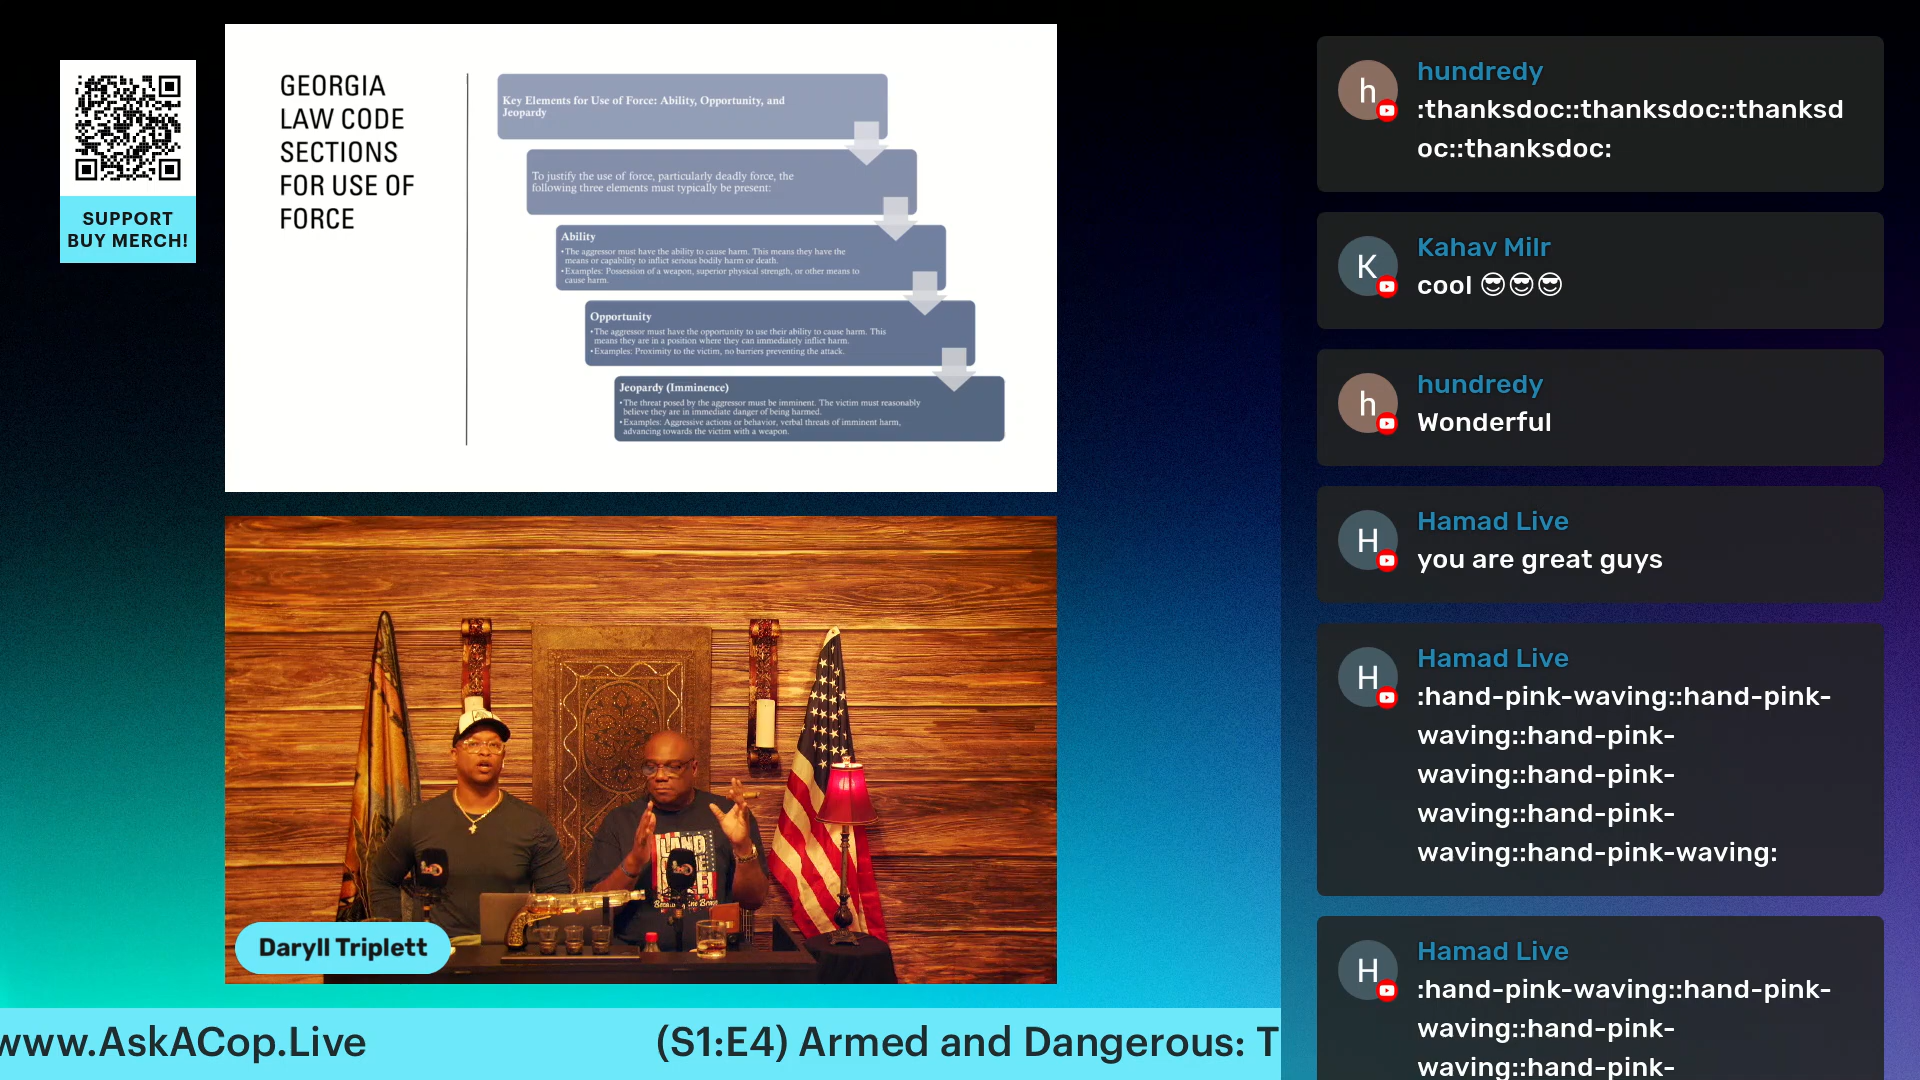 SUPPORT
BUY MERCH!
GEORGIA
LAW CODE
SECTIONS
FOR USE OF
FORCE
Key Elements for Use of Force: Ability, Opportunity, and
Jeopardy
To justify the use of force, particularly deadly force, the
following three elements must typically be present:
Ability
•The aggressor must have the ability to cause harm. This means they have the
means or capability to inflict serious bodily harm or death.
•Examples: Possession of a weapon, superior physical strength, or other means to
cause harm.
Opportunity
•The aggressor must have the opportunity to use their ability to cause harm. This
means they are in a position where they can immediately inflict harm.
•Examples: Proximity to the victim, no barriers preventing the attack.
Jeopardy (Imminence)
•The threat posed by the aggressor must be imminent. The victim must reasonably
believe they are in immediate danger of being harmed.
•Examples: Aggressive actions or behavior, verbal threats of imminent harm,
advancing towards the victim with a weapon.
LAND
Daryll Triplett
www.AskACop.Live
(S1:E4) Armed and Dangerous: T
h
hundredy
:thanksdoc::thanksdoc::thanksd
oc::thanksdoc:
K
Kahav Milr
cool 😎😎😎
h
hundredy
Wonderful
H
Hamad Live
you are great guys
H
Hamad Live
:hand-pink-waving::hand-pink-
waving::hand-pink-
waving::hand-pink-
waving::hand-pink-
waving::hand-pink-waving:
H
Hamad Live
:hand-pink-waving::hand-pink-
waving::hand-pink-
waving::hand-pink-